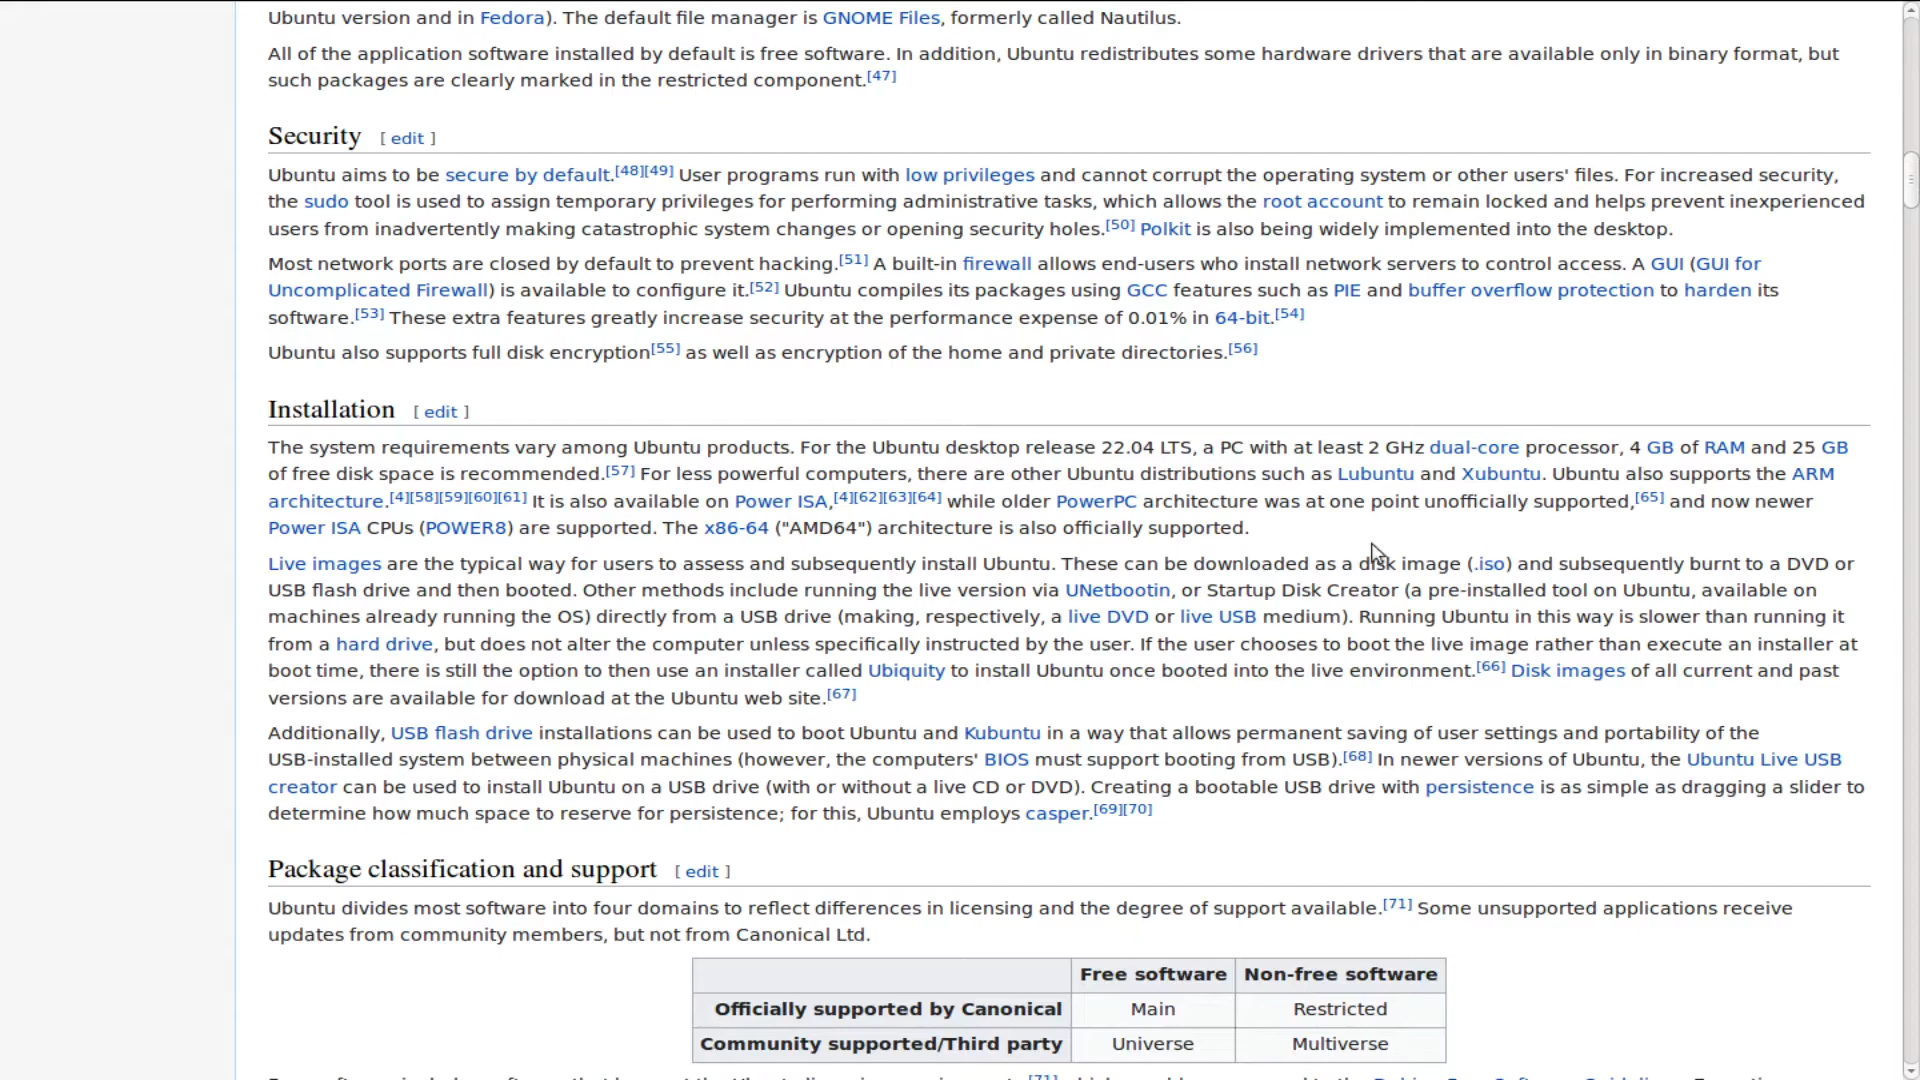 Ubuntu version and in Fedora). The default file manager is GNOME Files, formerly called Nautilus.
All of the application software installed by default is free software. In addition, Ubuntu redistributes some hardware drivers that are available only in binary format, but
such packages are clearly marked in the restricted component.[47]
Security [ edit ]
Ubuntu aims to be secure by default.[48][49] User programs run with low privileges and cannot corrupt the operating system or other users' files. For increased security,
the sudo tool is used to assign temporary privileges for performing administrative tasks, which allows the root account to remain locked and helps prevent inexperienced
users from inadvertently making catastrophic system changes or opening security holes.[50] Polkit is also being widely implemented into the desktop.
Most network ports are closed by default to prevent hacking.[51] A built-in firewall allows end-users who install network servers to control access. A GUI (GUI for
Uncomplicated Firewall) is available to configure it.[52] Ubuntu compiles its packages using GCC features such as PIE and buffer overflow protection to harden its
software.[53] These extra features greatly increase security at the performance expense of 0.01% in 64-bit.[54]
Ubuntu also supports full disk encryption[55] as well as encryption of the home and private directories.[56]
Installation [ edit ]
The system requirements vary among Ubuntu products. For the Ubuntu desktop release 22.04 LTS, a PC with at least 2 GHz dual-core processor, 4 GB of RAM and 25 GB
of free disk space is recommended.[57] For less powerful computers, there are other Ubuntu distributions such as Lubuntu and Xubuntu. Ubuntu also supports the ARM
architecture.[4][58][59][60][61] It is also available on Power ISA,[4][62][63][64] while older PowerPC architecture was at one point unofficially supported,[65] and now newer
Power ISA CPUs (POWER8) are supported. The x86-64 ("AMD64") architecture is also officially supported.
Live images are the typical way for users to assess and subsequently install Ubuntu. These can be downloaded as a disk image (.iso) and subsequently burnt to a DVD or
USB flash drive and then booted. Other methods include running the live version via UNetbootin, or Startup Disk Creator (a pre-installed tool on Ubuntu, available on
machines already running the OS) directly from a USB drive (making, respectively, a live DVD or live USB medium). Running Ubuntu in this way is slower than running it
from a hard drive, but does not alter the computer unless specifically instructed by the user. If the user chooses to boot the live image rather than execute an installer at
boot time, there is still the option to then use an installer called Ubiquity to install Ubuntu once booted into the live environment.[66] Disk images of all current and past
versions are available for download at the Ubuntu web site.[67]
Additionally, USB flash drive installations can be used to boot Ubuntu and Kubuntu in a way that allows permanent saving of user settings and portability of the
USB-installed system between physical machines (however, the computers' BIOS must support booting from USB).[68] In newer versions of Ubuntu, the Ubuntu Live USB
creator can be used to install Ubuntu on a USB drive (with or without a live CD or DVD). Creating a bootable USB drive with persistence is as simple as dragging a slider to
determine how much space to reserve for persistence; for this, Ubuntu employs casper.[69][70]
Package classification and support [ edit ]
Ubuntu divides most software into four domains to reflect differences in licensing and the degree of support available.[71] Some unsupported applications receive
updates from community members, but not from Canonical Ltd.
Free software Non-free software
Officially supported by Canonical Main Restricted
Community supported/Third party Universe Multiverse